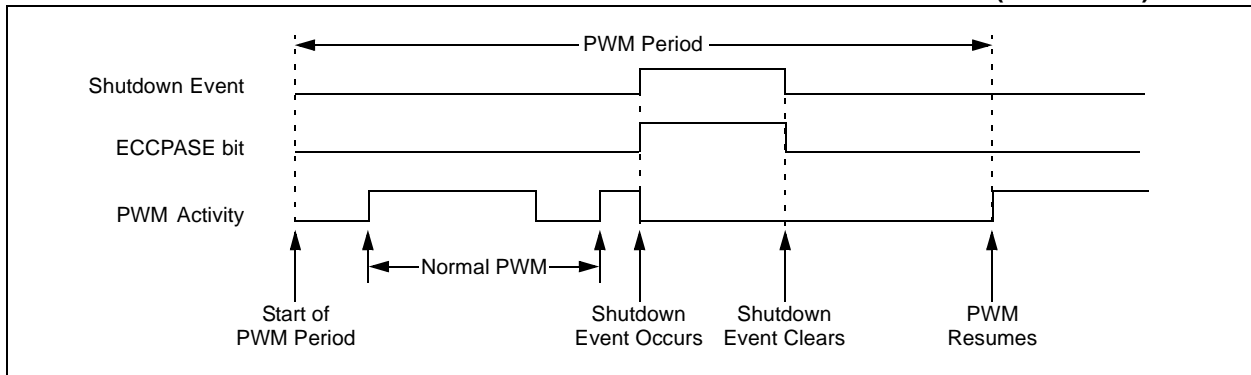 PWM Period
Shutdown Event
ECCPASE bit
PWM Activity
Normal PWM
Start of
PWM Period
Shutdown
Event Occurs
Shutdown
Event Clears
PWM
Resumes